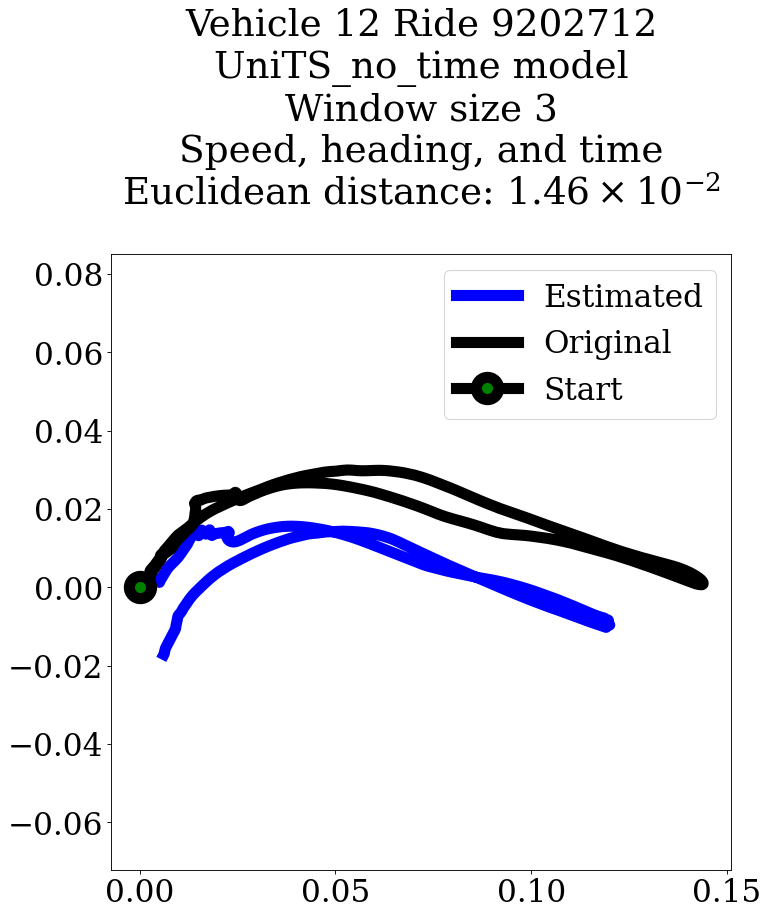 Vehicle 12 Ride 9202712
UniTS_no_time model
Window size 3
Speed, heading, and time
Euclidean distance: 1.46 × 10⁻²
Estimated
Original
Start
0.08
0.06
0.04
0.02
0.00
−0.02
−0.04
−0.06
0.00 0.05 0.10 0.15